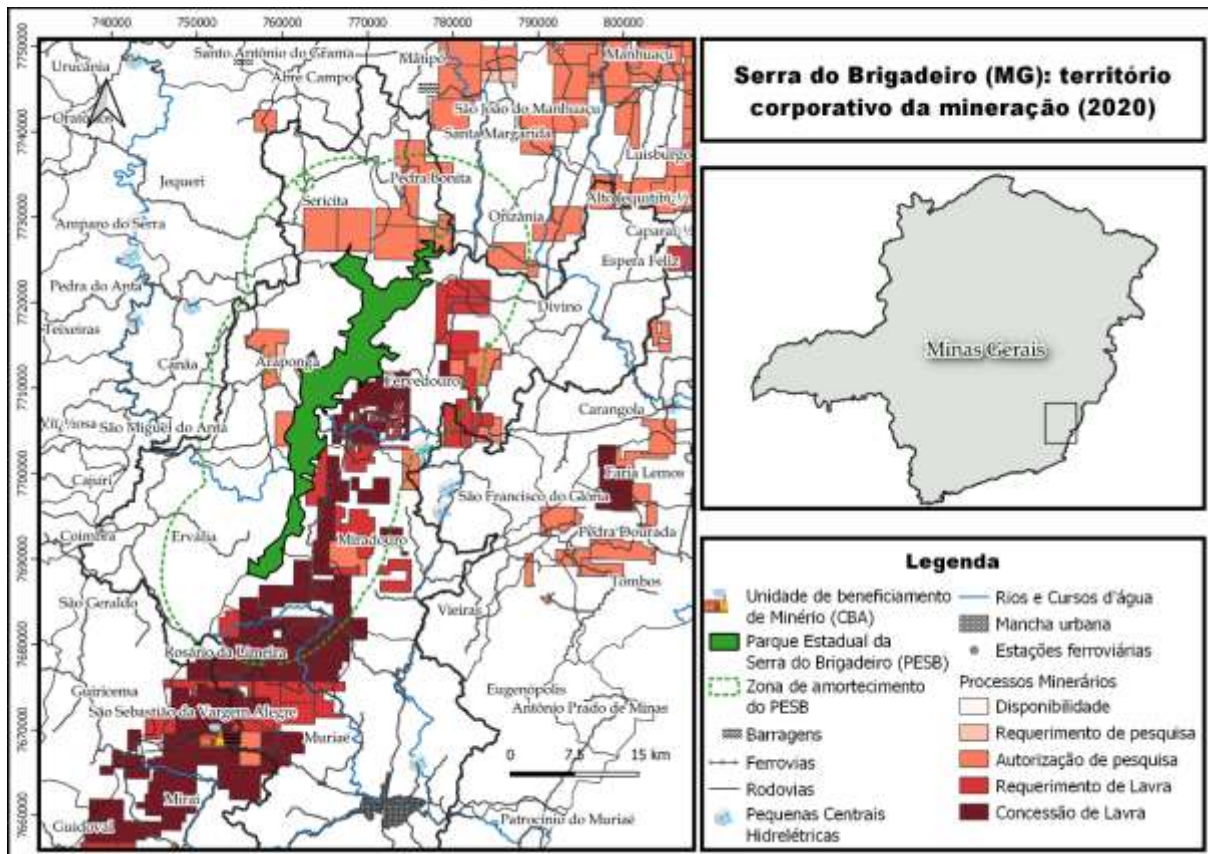 740000 750000 760000 770000 780000 790000 800000
7750000
7740000
7730000
7720000
7710000
7700000
7690000
7680000
7670000
7660000
Urucânia
Santo Antônio do Grama
Abre Campo
Matipó
Manhuaçu
São João do Manhuaçu
Santa Margarida
Luisburgo
Jequeri
Pedra Bonita
Sericita
Orizânia
Amparo do Serra
Espera Feliz
Pedra do Anta
Divino
Teixeiras
Canãa
Araponga
Fervedouro
Carangola
São Miguel do Anta
Cajuri
Faria Lemos
São Francisco do Glória
Coimbra
Ervália
Miradouro
Pedra Dourada
Tombos
São Geraldo
Vieiras
Rosário da Limeira
Guiricema
Eugenópolis
Antônio Prado de Minas
São Sebastião da Vargem Alegre
Muriaé
Miraí
Guidoval
Patrocínio do Muriaé
0 7,5 15 km
Serra do Brigadeiro (MG): território
corporativo da mineração (2020)
Minas Gerais
Legenda
Unidade de beneficiamento
de Minério (CBA)
Parque Estadual da
Serra do Brigadeiro (PESB)
Zona de amortecimento
do PESB
Barragens
Ferrovias
Rodovias
Pequenas Centrais
Hidrelétricas
Rios e Cursos d'água
Mancha urbana
Estações ferroviárias
Processos Minerários
Disponibilidade
Requerimento de pesquisa
Autorização de pesquisa
Requerimento de Lavra
Concessão de Lavra